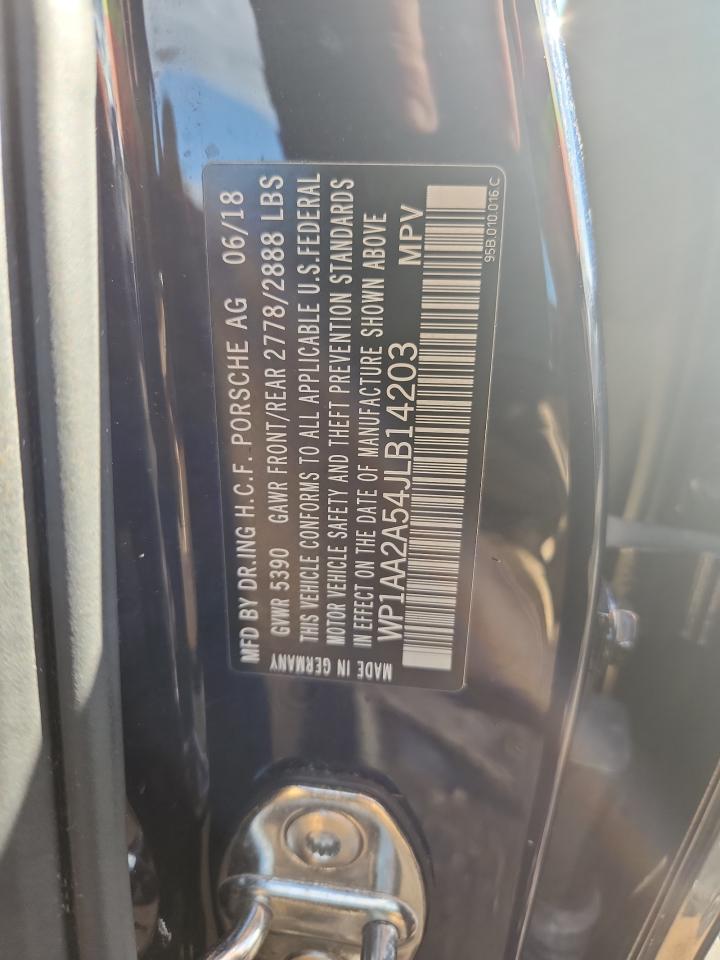 MFD BY DR.ING H.C.F. PORSCHE AG 06/18
GVWR 5390 GAWR FRONT/REAR 2778/2888 LBS
THIS VEHICLE CONFORMS TO ALL APPLICABLE U.S.FEDERAL
MOTOR VEHICLE SAFETY AND THEFT PREVENTION STANDARDS
IN EFFECT ON THE DATE OF MANUFACTURE SHOWN ABOVE
WP1AA2A54JLB14203 MPV
MADE IN GERMANY
95B.010.016.C